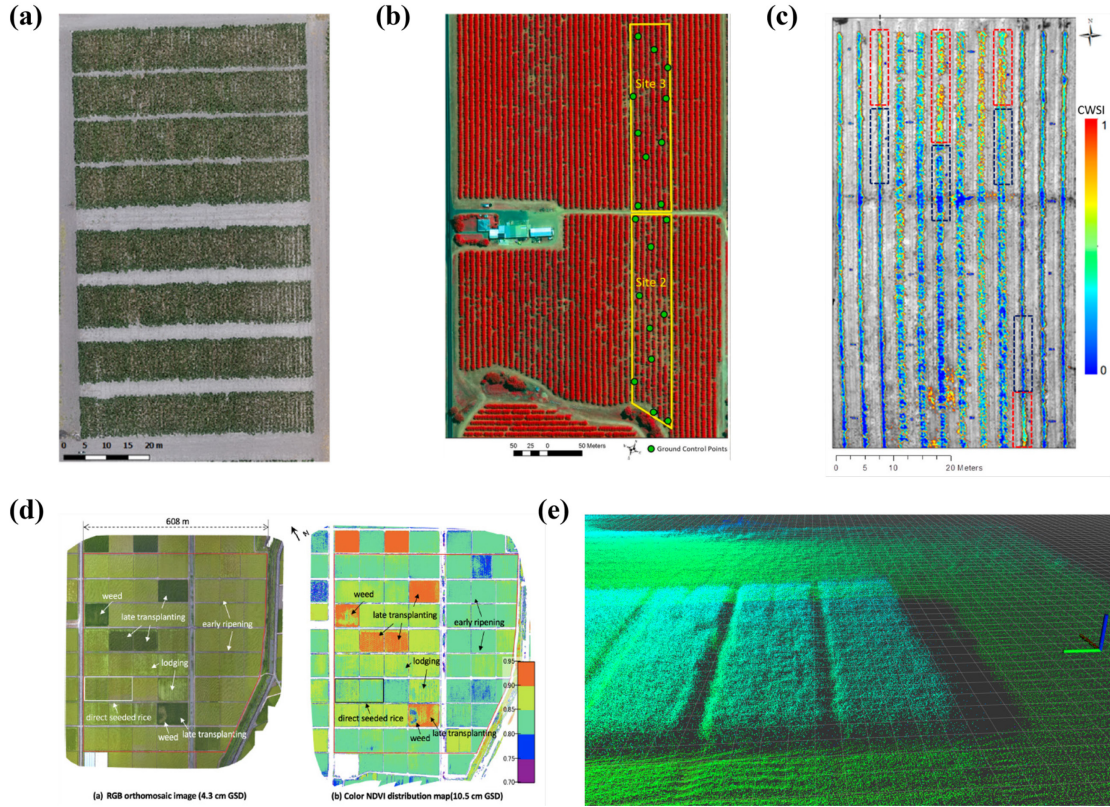 (a)
0 5 10 15 20 m
(b)
Site 3
Site 2
50 25 0 50 Meters
Ground Control Points
(c)
N
CWSI
1
0
0 5 10 20 Meters
(d)
608 m
weed
late transplanting
early ripening
lodging
direct seeded rice
weed
late transplanting
(a) RGB orthomosaic image (4.3 cm GSD)
N
weed
late transplanting
early ripening
lodging
direct seeded rice
weed
late transplanting
0.95
0.90
0.85
0.80
0.75
0.70
(b) Color NDVI distribution map(10.5 cm GSD)
(e)